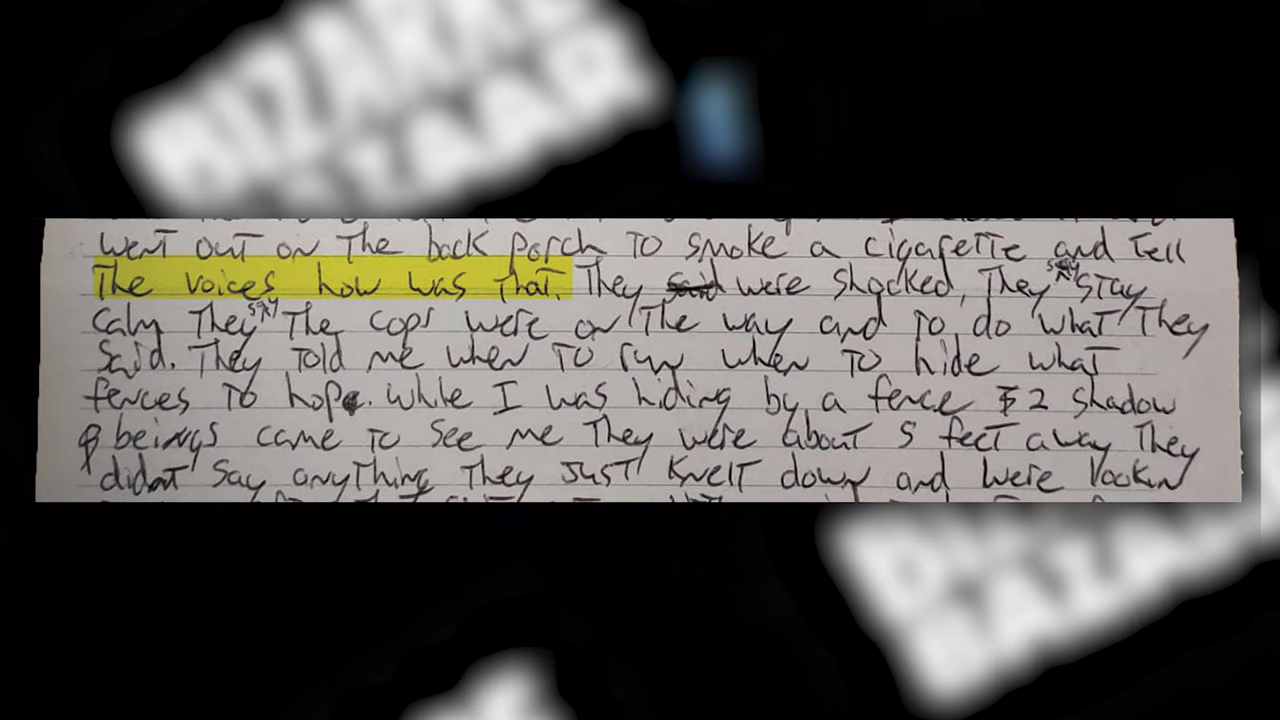 went out on the back porch to smoke a cigarette and tell
The voices how was that. They said were shocked, They say stay
calm They say The cops were on The way and to do what They
said. They told me when to run when to hide what
fences to hope. while I was hiding by a fence 2 shadow
beings came to see me They were about 5 feet away They
didnt say anything They just knelt down and were lookin